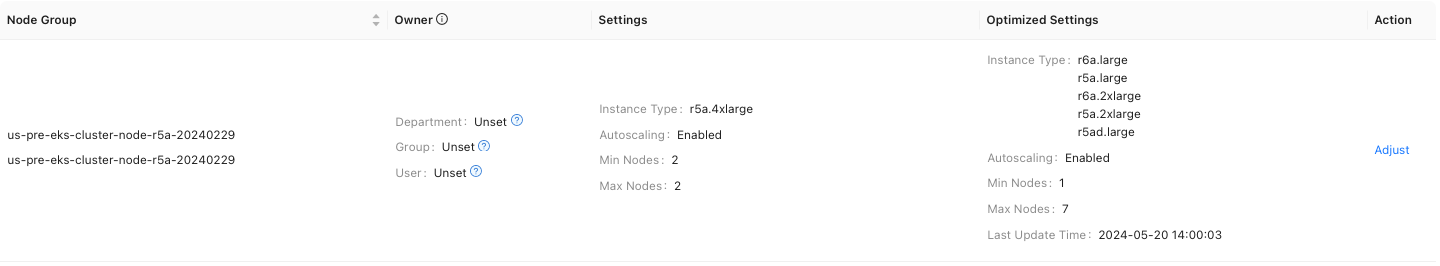 Node Group
Owner
Settings
Optimized Settings
Action
us-pre-eks-cluster-node-r5a-20240229
us-pre-eks-cluster-node-r5a-20240229
Department: Unset
Group: Unset
User: Unset
Instance Type: r5a.4xlarge
Autoscaling: Enabled
Min Nodes: 2
Max Nodes: 2
Instance Type: r6a.large
r5a.large
r6a.2xlarge
r5a.2xlarge
r5ad.large
Autoscaling: Enabled
Min Nodes: 1
Max Nodes: 7
Last Update Time: 2024-05-20 14:00:03
Adjust